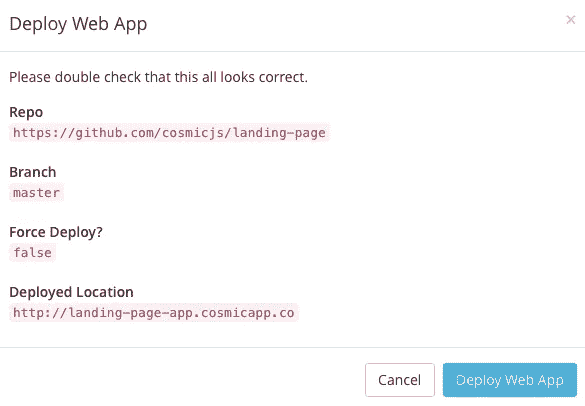 Deploy Web App
×
Please double check that this all looks correct.
Repo
https://github.com/cosmicjs/landing-page
Branch
master
Force Deploy?
false
Deployed Location
http://landing-page-app.cosmicapp.co
Cancel
Deploy Web App